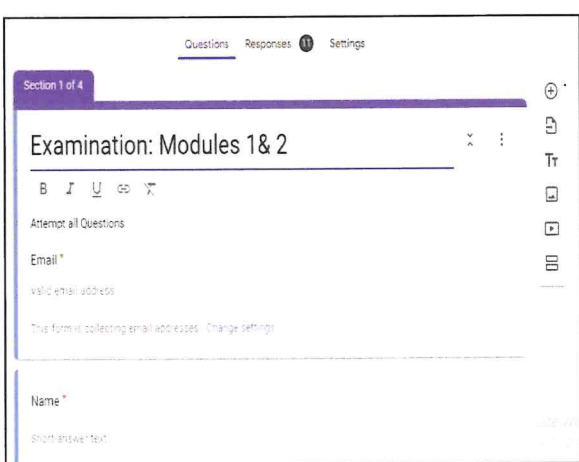 Questions Responses 11 Settings
Section 1 of 4
Examination: Modules 1& 2
B I U
Attempt all Questions
Email *
Valid email address
This form is collecting email addresses. Change settings
Name *
Short-answer text